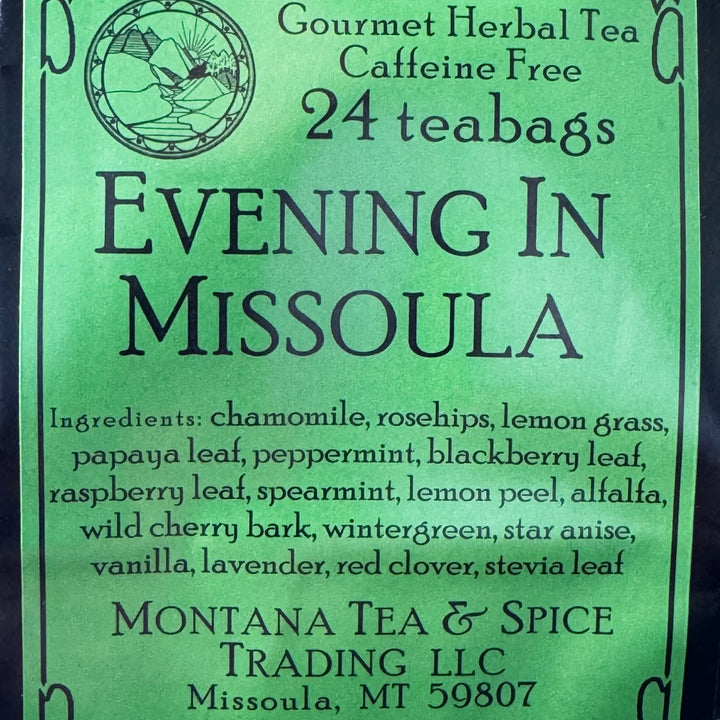 Gourmet Herbal Tea
Caffeine Free
24 teabags
EVENING IN
MISSOULA
Ingredients: chamomile, rosehips, lemon grass,
papaya leaf, peppermint, blackberry leaf,
raspberry leaf, spearmint, lemon peel, alfalfa,
wild cherry bark, wintergreen, star anise,
vanilla, lavender, red clover, stevia leaf
MONTANA TEA & SPICE
TRADING LLC
Missoula, MT 59807